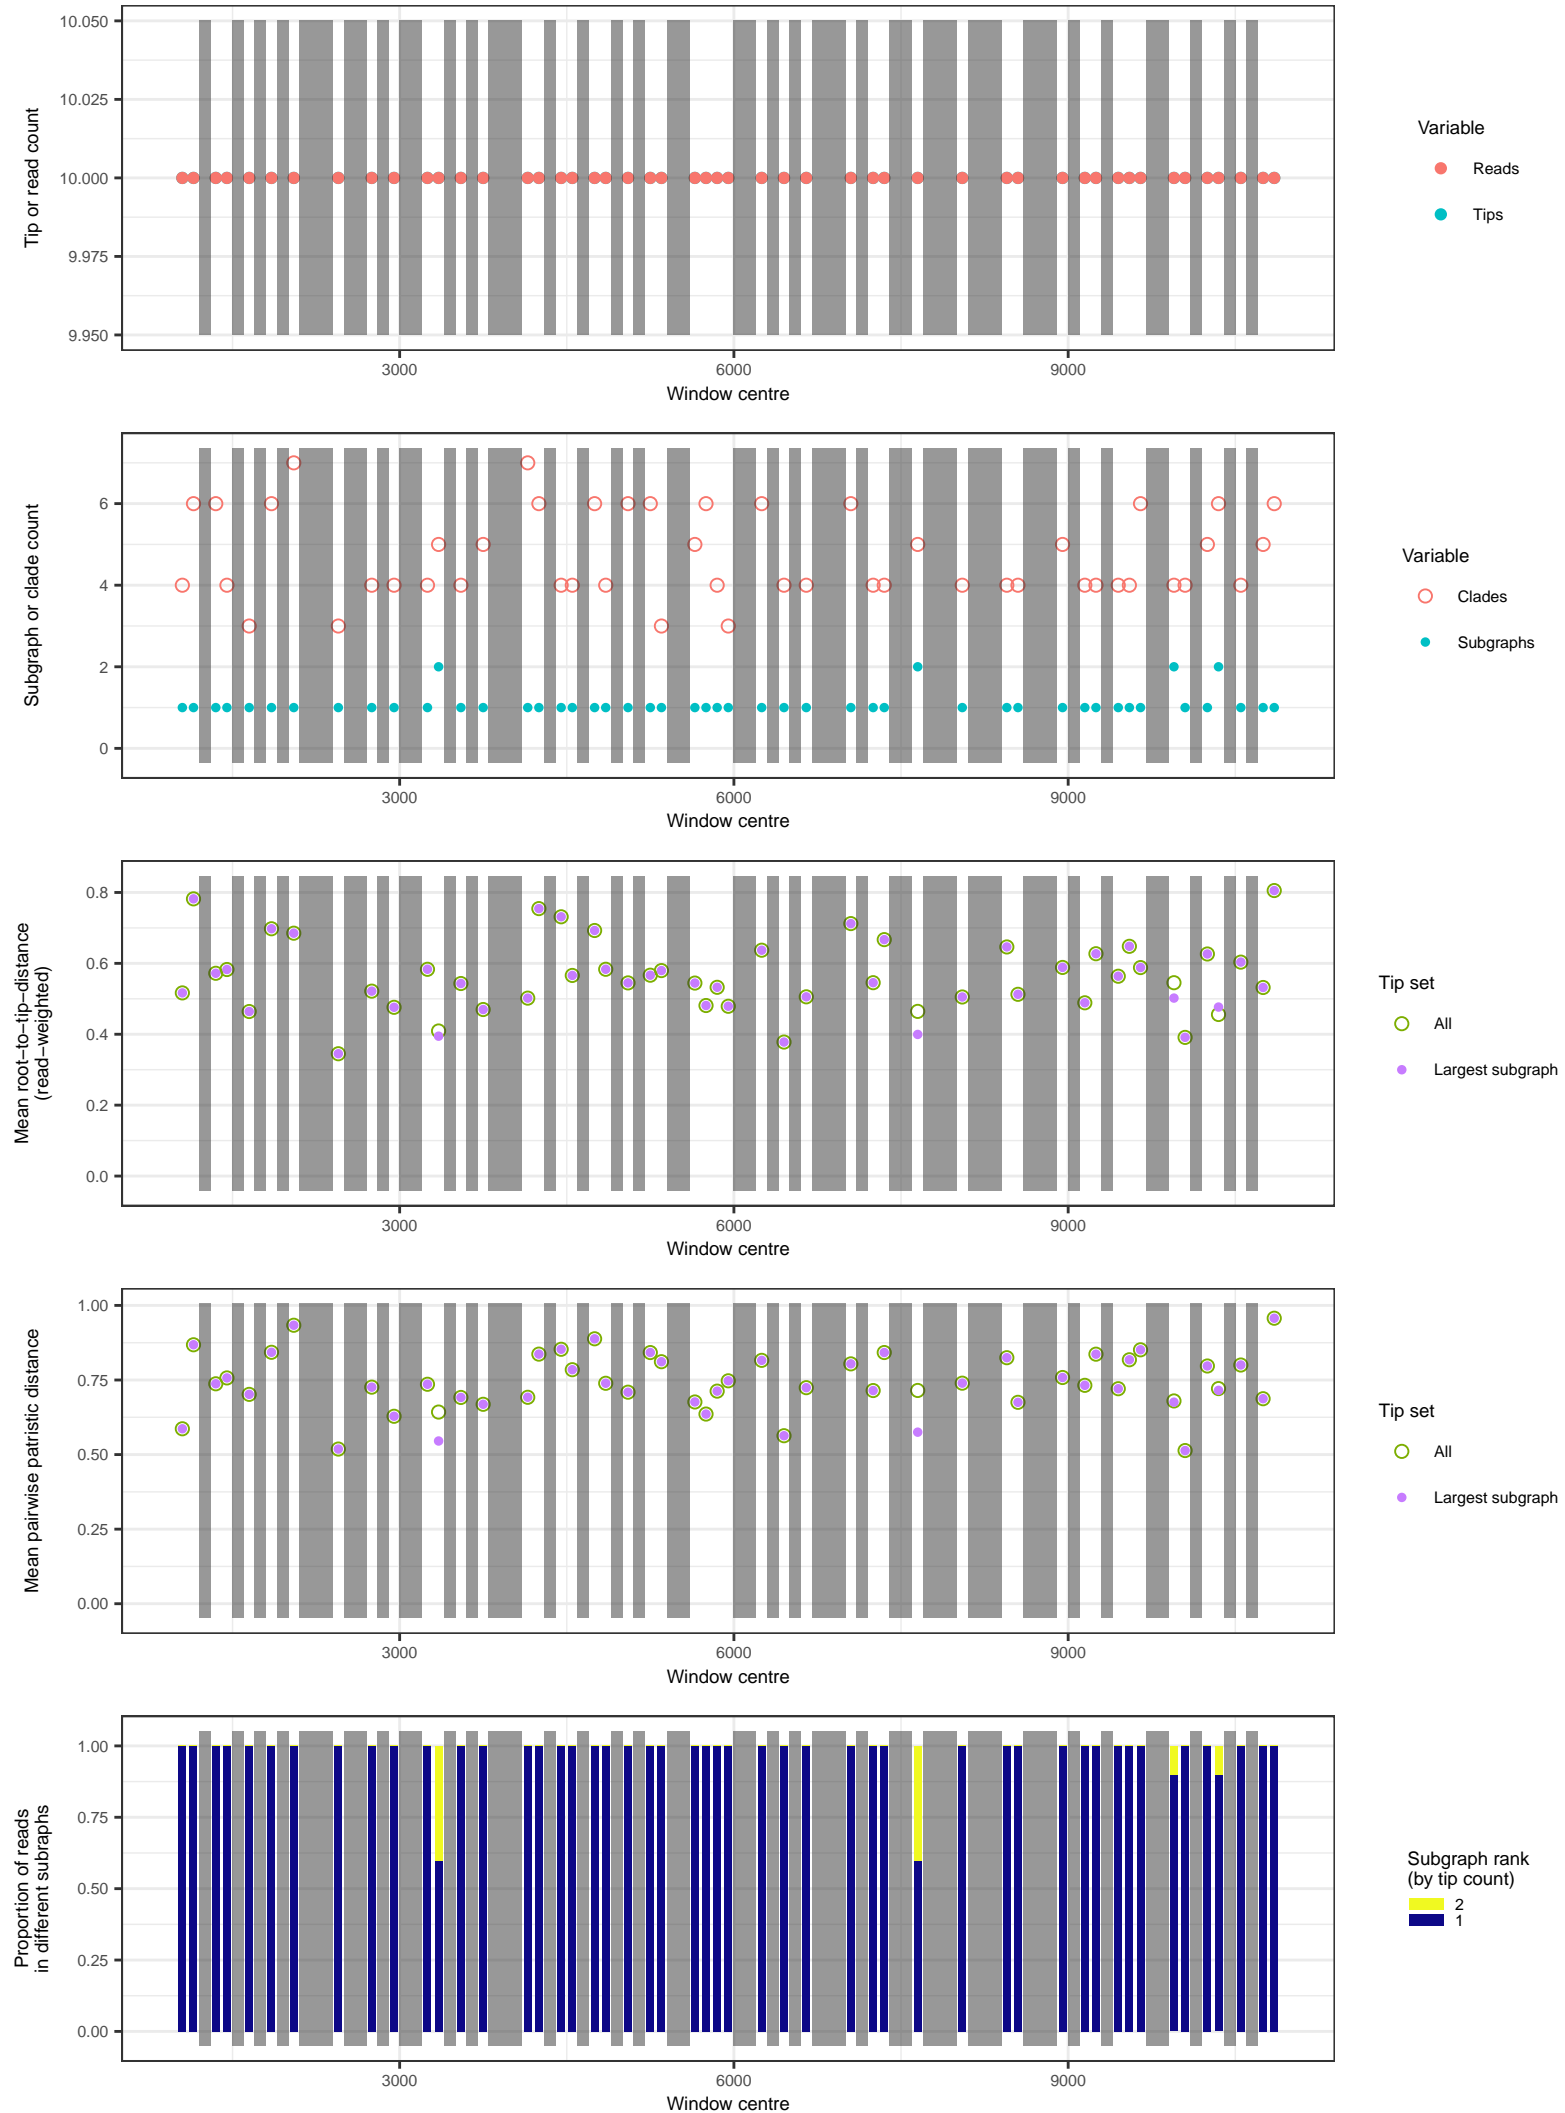 10.050
10.025
10.000
9.975
9.950
Tip or read count
3000
6000
9000
Window centre
Variable
Reads
Tips
6
4
2
0
Subgraph or clade count
3000
6000
9000
Window centre
Variable
Clades
Subgraphs
0.8
0.6
0.4
0.2
0.0
Mean root−to−tip−distance
(read−weighted)
3000
6000
9000
Window centre
Tip set
All
Largest subgraph
1.00
0.75
0.50
0.25
0.00
Mean pairwise patristic distance
3000
6000
9000
Window centre
Tip set
All
Largest subgraph
1.00
0.75
0.50
0.25
0.00
Proportion of reads
in different subraphs
3000
6000
9000
Window centre
Subgraph rank
(by tip count)
2
1